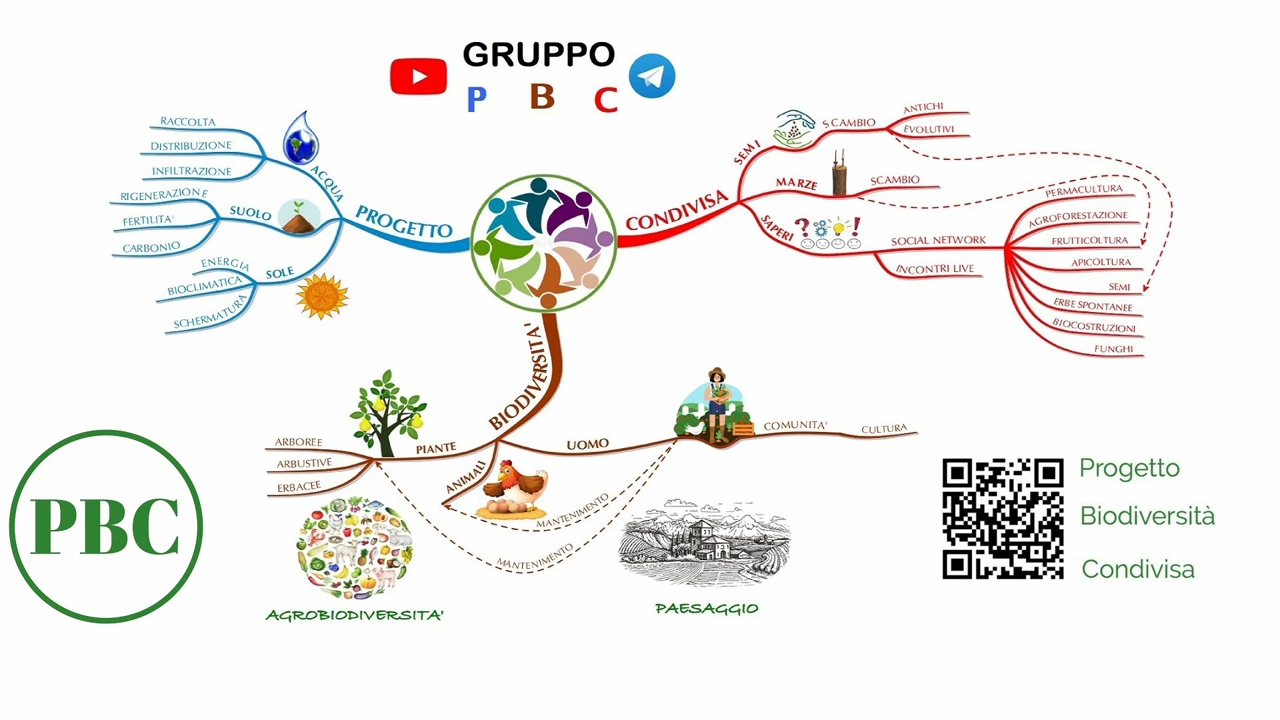 GRUPPO
P B C
PROGETTO
ACQUA
RACCOLTA
DISTRIBUZIONE
INFILTRAZIONE
SUOLO
RIGENERAZIONE
FERTILITA'
CARBONIO
SOLE
ENERGIA
BIOCLIMATICA
SCHERMATURA
CONDIVISA
SEMI
SCAMBIO
ANTICHI
EVOLUTIVI
MARZE
SCAMBIO
SAPERI
?!
SOCIAL NETWORK
INCONTRI LIVE
PERMACULTURA
AGROFORESTAZIONE
FRUTTICOLTURA
APICOLTURA
SEMI
ERBE SPONTANEE
BIOCOSTRUZIONI
FUNGHI
BIODIVERSITA'
PIANTE
ARBOREE
ARBUSTIVE
ERBACEE
ANIMALI
UOMO
COMUNITA'
CULTURA
MANTENIMENTO
MANTENIMENTO
AGROBIODIVERSITA'
PAESAGGIO
PBC
Progetto
Biodiversità
Condivisa